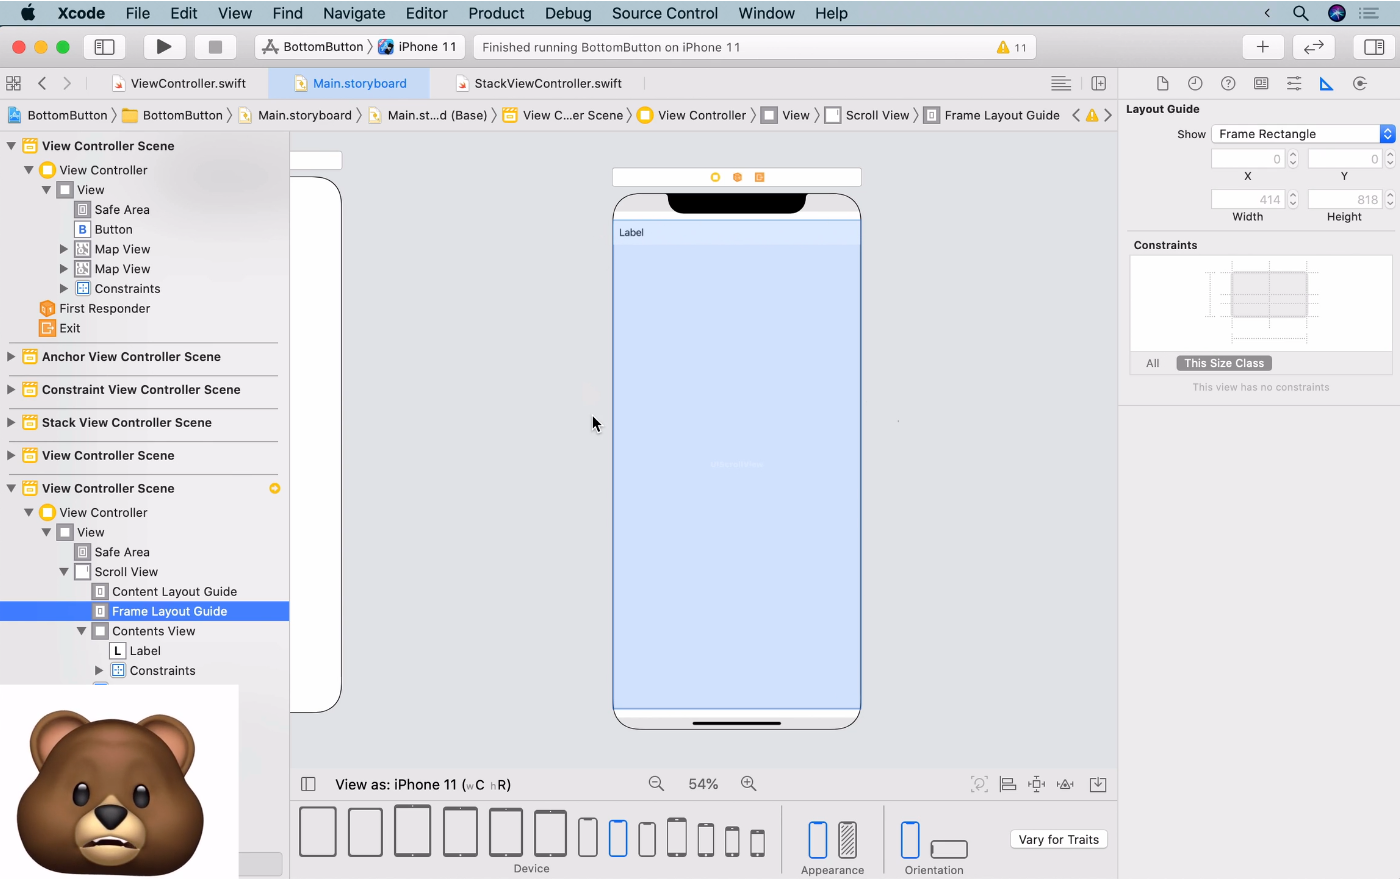 Xcode File Edit View Find Navigate Editor Product Debug Source Control Window Help
BottomButton iPhone 11
Finished running BottomButton on iPhone 11
11
ViewController.swift
Main.storyboard
StackViewController.swift
BottomButton BottomButton Main.storyboard Main.st...d (Base) View C...er Scene View Controller View Scroll View Frame Layout Guide
View Controller Scene
View Controller
View
Safe Area
B Button
Map View
Map View
Constraints
First Responder
Exit
Anchor View Controller Scene
Constraint View Controller Scene
Stack View Controller Scene
View Controller Scene
View Controller Scene
View Controller
View
Safe Area
Scroll View
Content Layout Guide
Frame Layout Guide
Contents View
L Label
Constraints
Label
View as: iPhone 11 (wC hR)
54%
Device
Appearance
Orientation
Vary for Traits
Layout Guide
Show Frame Rectangle
0 0
X Y
414 818
Width Height
Constraints
All This Size Class
This view has no constraints